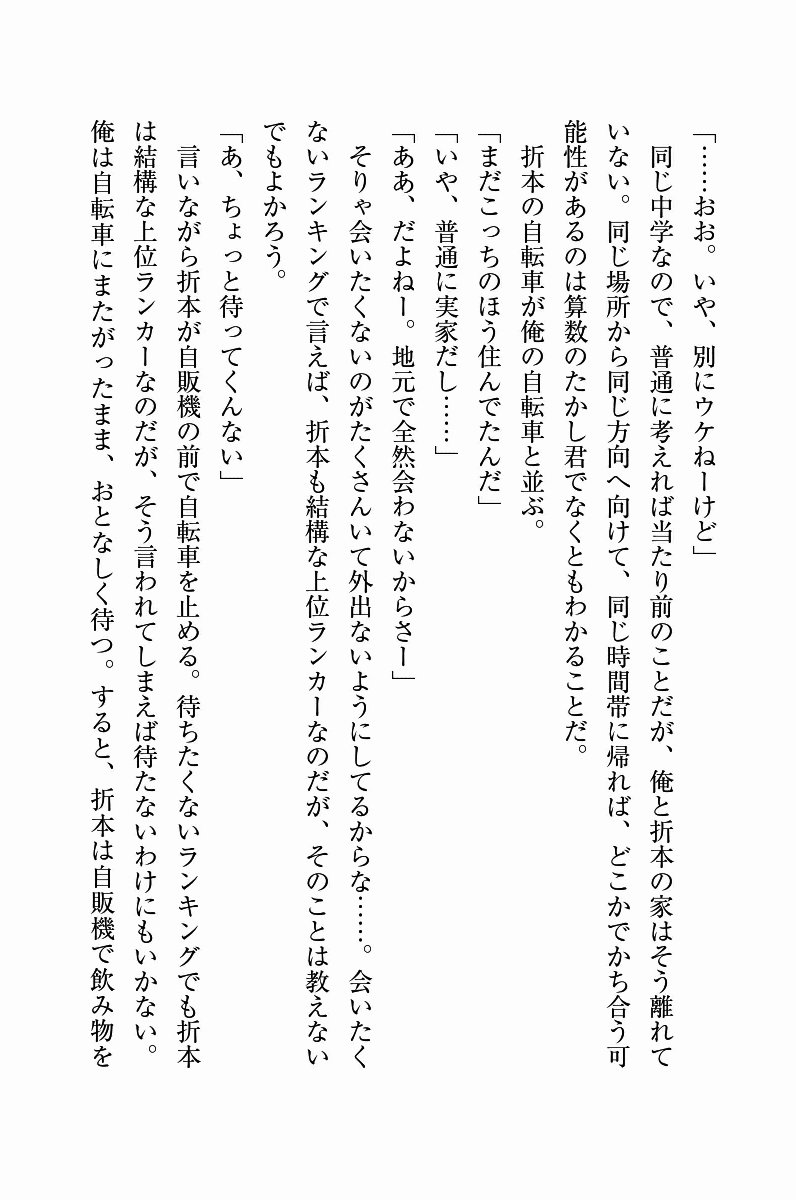 「……おお。いや、別にウケねーけど」
　同じ中学なので、普通に考えれば当たり前のことだが、俺と折本の家はそう離れて
いない。同じ場所から同じ方向へ向けて、同じ時間帯に帰れば、どこかでかち合う可
能性があるのは算数のたかし君でなくともわかることだ。
　折本の自転車が俺の自転車と並ぶ。
「まだこっちのほう住んでたんだ」
「いや、普通に実家だし……」
「ああ、だよねー。地元で全然会わないからさー」
　そりゃ会いたくないのがたくさんいて外出ないようにしてるからな……。会いたく
ないランキングで言えば、折本も結構な上位ランカーなのだが、そのことは教えない
でもよかろう。
「あ、ちょっと待ってくんない」
　言いながら折本が自販機の前で自転車を止める。待ちたくないランキングでも折本
は結構な上位ランカーなのだが、そう言われてしまえば待たないわけにもいかない。
俺は自転車にまたがったまま、おとなしく待つ。すると、折本は自販機で飲み物を